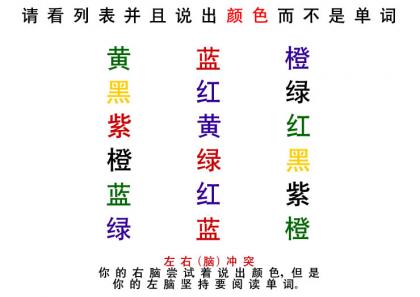 请看列表并且说出颜色而不是单词
黄 蓝 橙
黑 红 绿
紫 黄 红
橙 绿 黑
蓝 红 紫
绿 蓝 橙
左右(脑)冲突
你的右脑尝试着说出颜色,但是
你的左脑坚持要阅读单词。